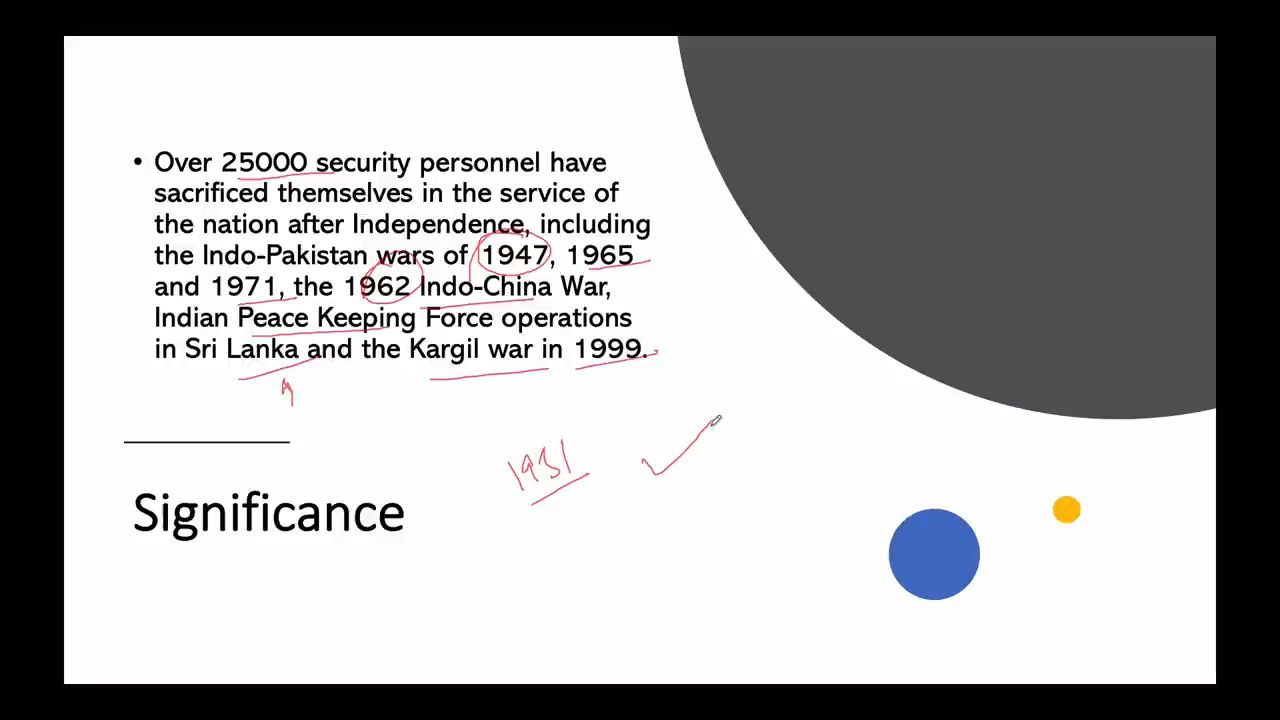 • Over 25000 security personnel have
sacrificed themselves in the service of
the nation after Independence, including
the Indo-Pakistan wars of 1947, 1965
and 1971, the 1962 Indo-China War,
Indian Peace Keeping Force operations
in Sri Lanka and the Kargil war in 1999.
1931
Significance